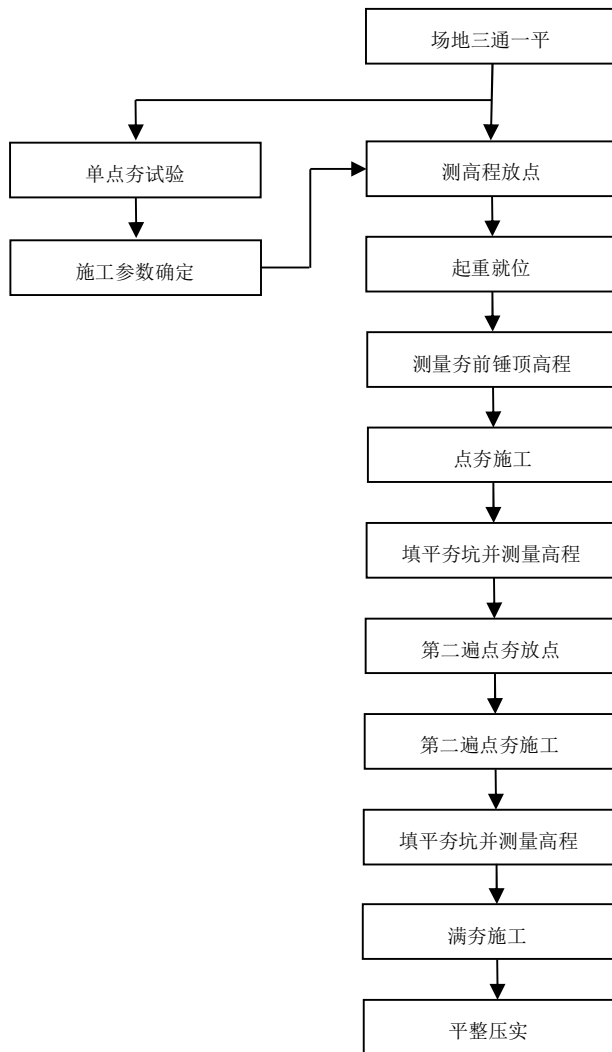 场地三通一平
单点夯试验
测高程放点
施工参数确定
起重就位
测量夯前锤顶高程
点夯施工
填平夯坑并测量高程
第二遍点夯放点
第二遍点夯施工
填平夯坑并测量高程
满夯施工
平整压实